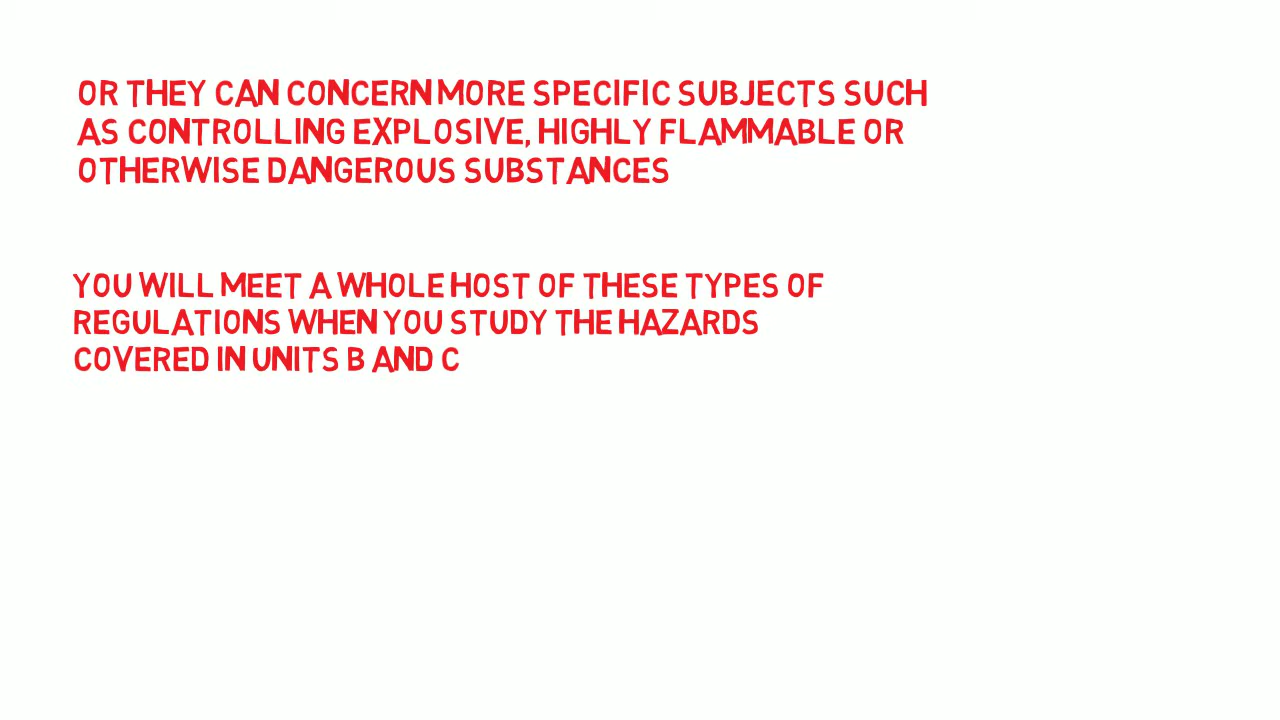 OR THEY CAN CONCERN MORE SPECIFIC SUBJECTS SUCH
AS CONTROLLING EXPLOSIVE, HIGHLY FLAMMABLE OR
OTHERWISE DANGEROUS SUBSTANCES
YOU WILL MEET A WHOLE HOST OF THESE TYPES OF
REGULATIONS WHEN YOU STUDY THE HAZARDS
COVERED IN UNITS B AND C